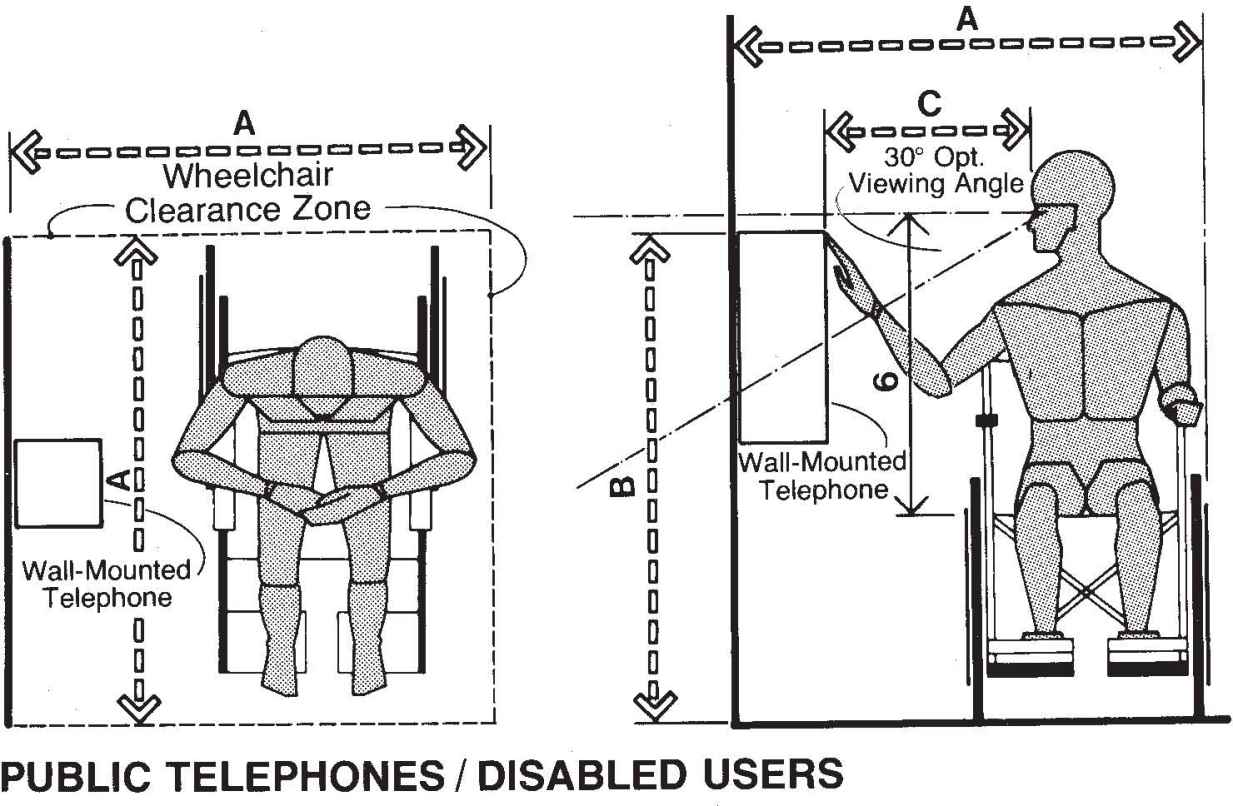 A
Wheelchair
Clearance Zone
A
Wall-Mounted
Telephone
A
C
30° Opt.
Viewing Angle
6
B
Wall-Mounted
Telephone
PUBLIC TELEPHONES / DISABLED USERS